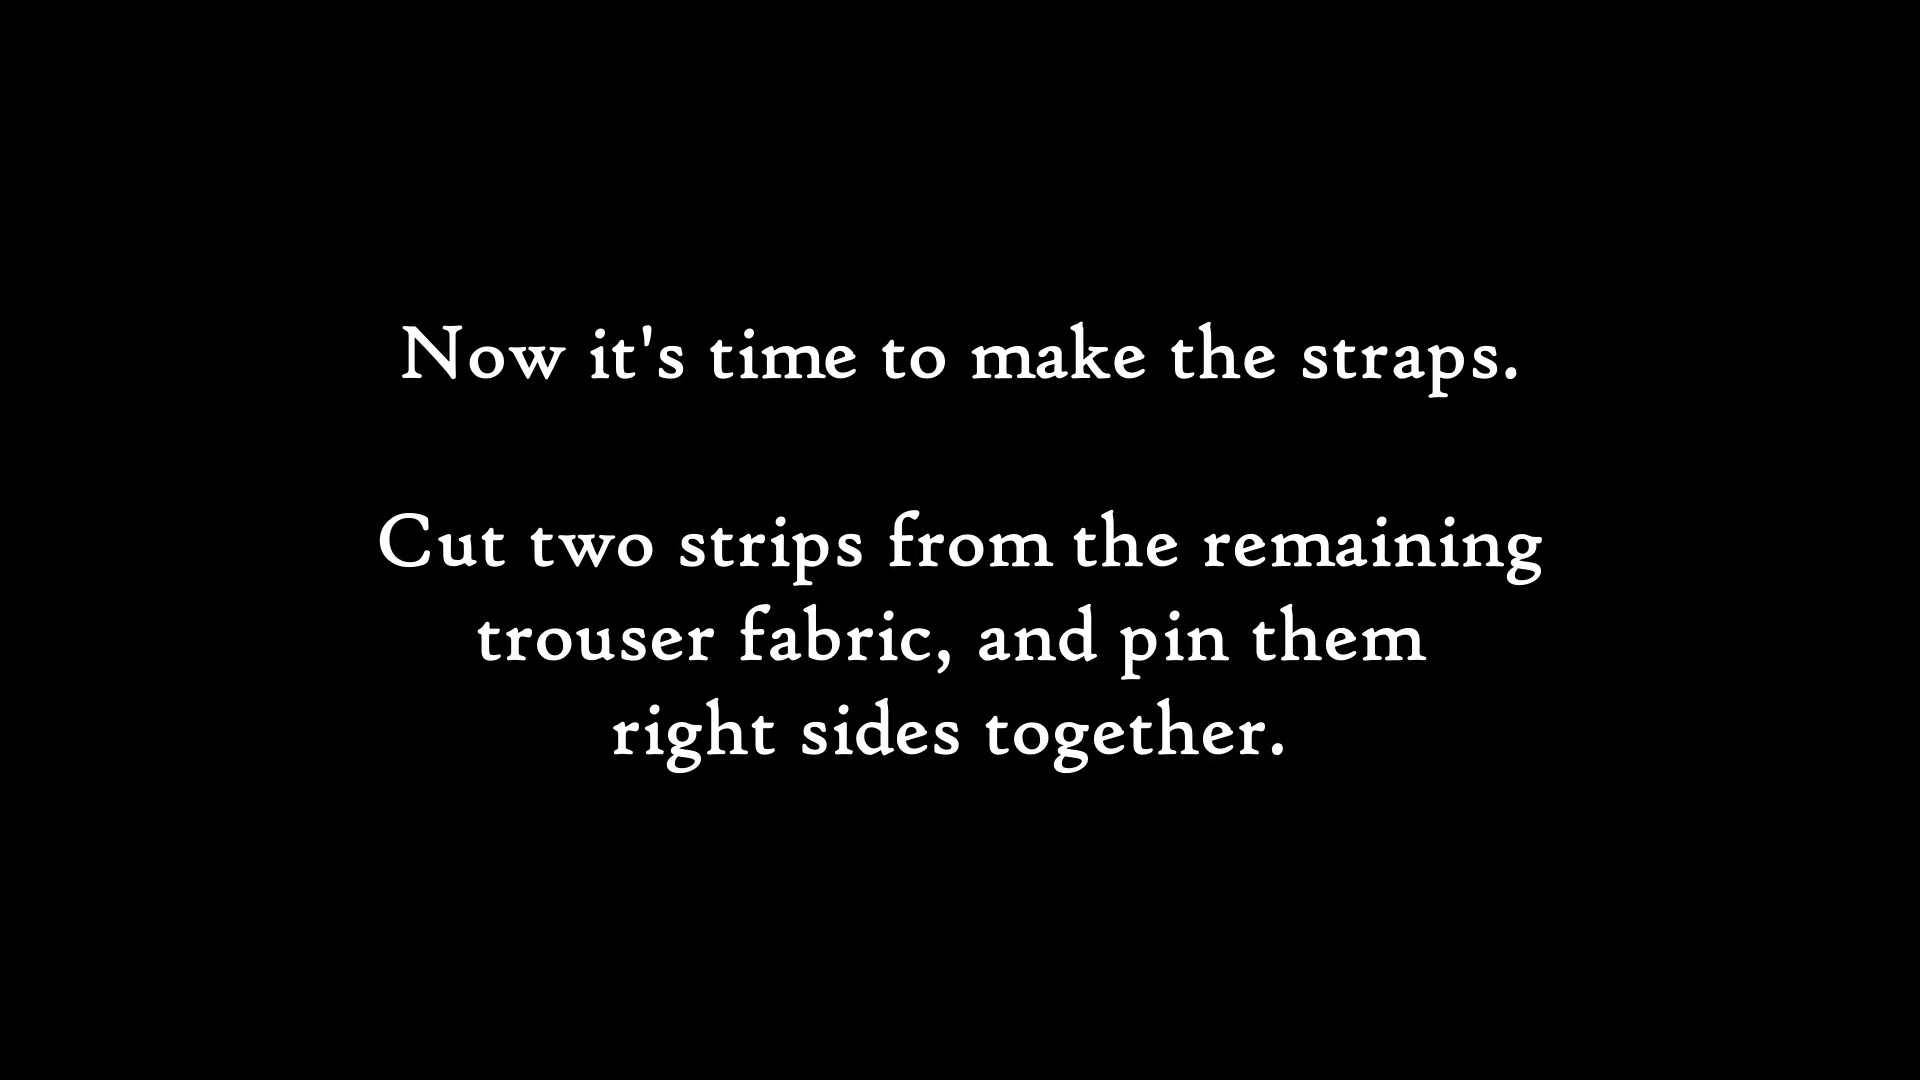 Now it's time to make the straps.
Cut two strips from the remaining
trouser fabric, and pin them
right sides together.